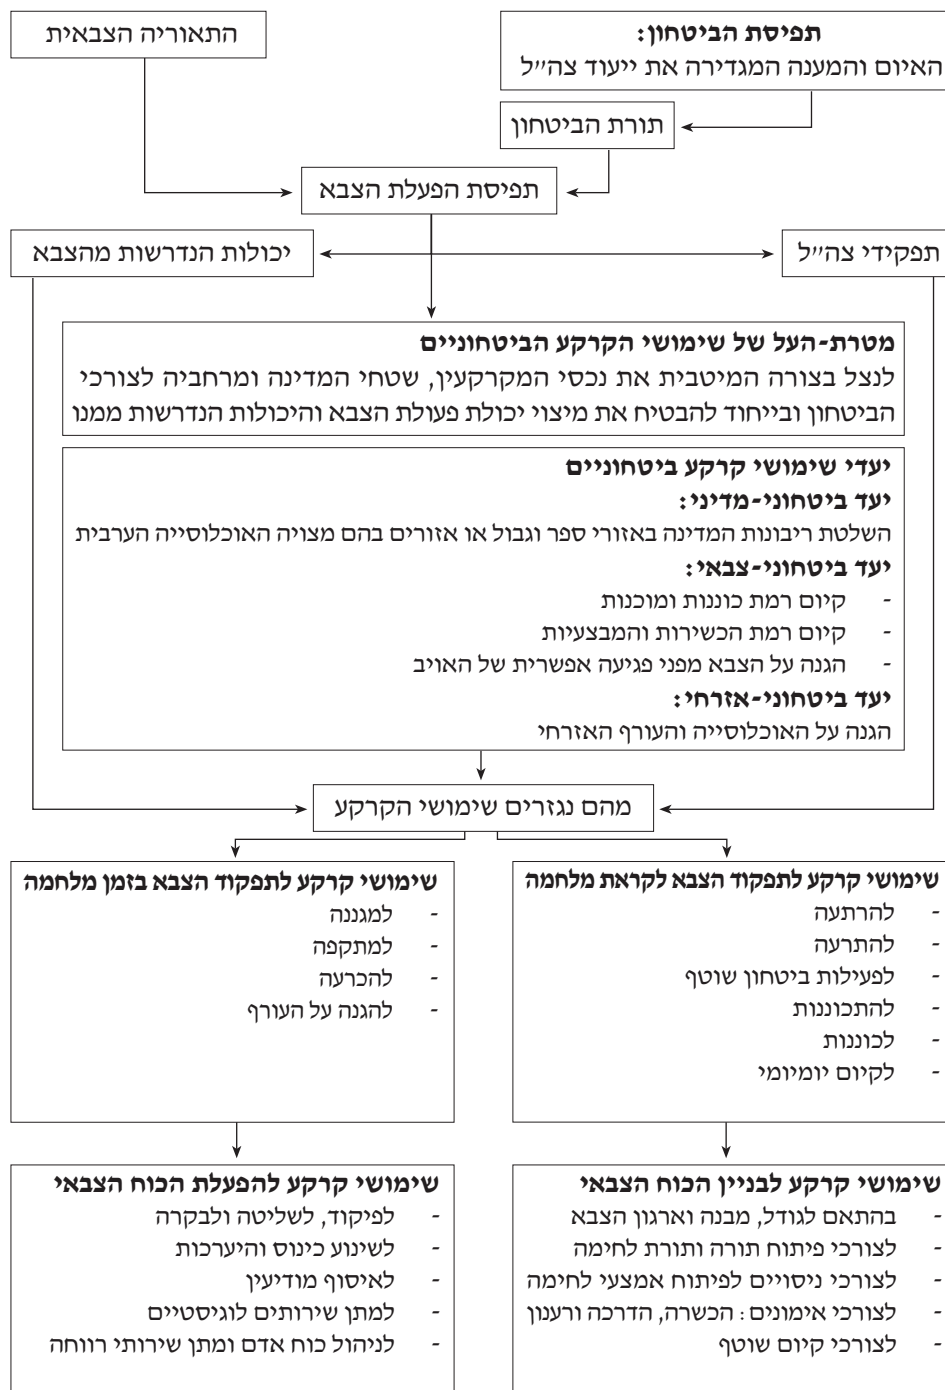 תפיסת הביטחון:
האיום והמענה המגדירה את ייעוד צה״ל
התאוריה הצבאית
תורת הביטחון
תפיסת הפעלת הצבא
תפקידי צה״ל
יכולות הנדרשות מהצבא
מטרת-העל של שימושי הקרקע הביטחוניים
לנצל בצורה המיטבית את נכסי המקרקעין, שטחי המדינה ומרחביה לצורכי
הביטחון ובייחוד להבטיח את מיצוי יכולת פעולת הצבא והיכולות הנדרשות ממנו
יעדי שימושי קרקע ביטחוניים
יעד ביטחוני-מדיני:
השלטת ריבונות המדינה באזורי ספר וגבול או אזורים בהם מצויה האוכלוסייה הערבית
יעד ביטחוני-צבאי:
- קיום רמת כוננות ומוכנות
- קיום רמת הכשירות והמבצעיות
- הגנה על הצבא מפני פגיעה אפשרית של האויב
יעד ביטחוני-אזרחי:
הגנה על האוכלוסייה והעורף האזרחי
מהם נגזרים שימושי הקרקע
שימושי קרקע לתפקוד הצבא לקראת מלחמה
- להרתעה
- להתרעה
- לפעילות ביטחון שוטף
- להתכוננות
- לכוננות
- לקיום יומיומי
שימושי קרקע לתפקוד הצבא בזמן מלחמה
- למגננה
- למתקפה
- להכרעה
- להגנה על העורף
שימושי קרקע לבניין הכוח הצבאי
- בהתאם לגודל, מבנה וארגון הצבא
- לצורכי פיתוח תורה ותורת לחימה
- לצורכי ניסויים לפיתוח אמצעי לחימה
- לצורכי אימונים: הכשרה, הדרכה ורענון
- לצורכי קיום שוטף
שימושי קרקע להפעלת הכוח הצבאי
- לפיקוד, לשליטה ולבקרה
- לשינוע כינוס והיערכות
- לאיסוף מודיעין
- למתן שירותים לוגיסטיים
- לניהול כוח אדם ומתן שירותי רווחה